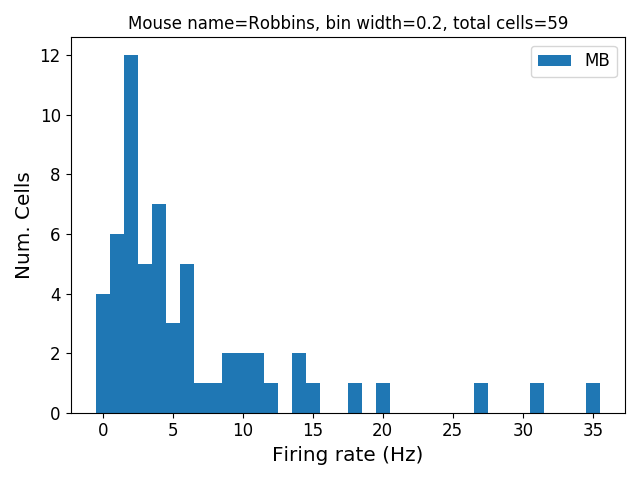 Mouse name=Robbins, bin width=0.2, total cells=59
MB
12
10
8
6
4
2
0
Num. Cells
0 5 10 15 20 25 30 35
Firing rate (Hz)